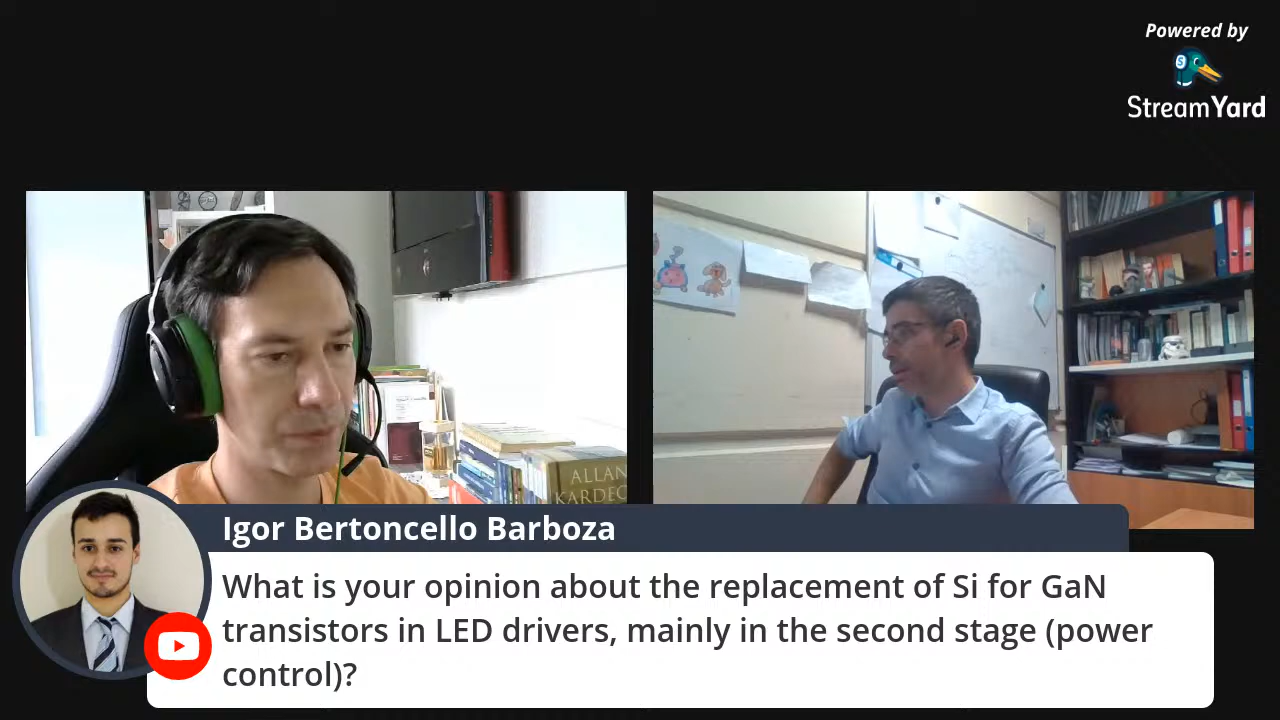 Powered by
StreamYard
ALLAN
KARDEC
Igor Bertoncello Barboza
What is your opinion about the replacement of Si for GaN
transistors in LED drivers, mainly in the second stage (power
control)?